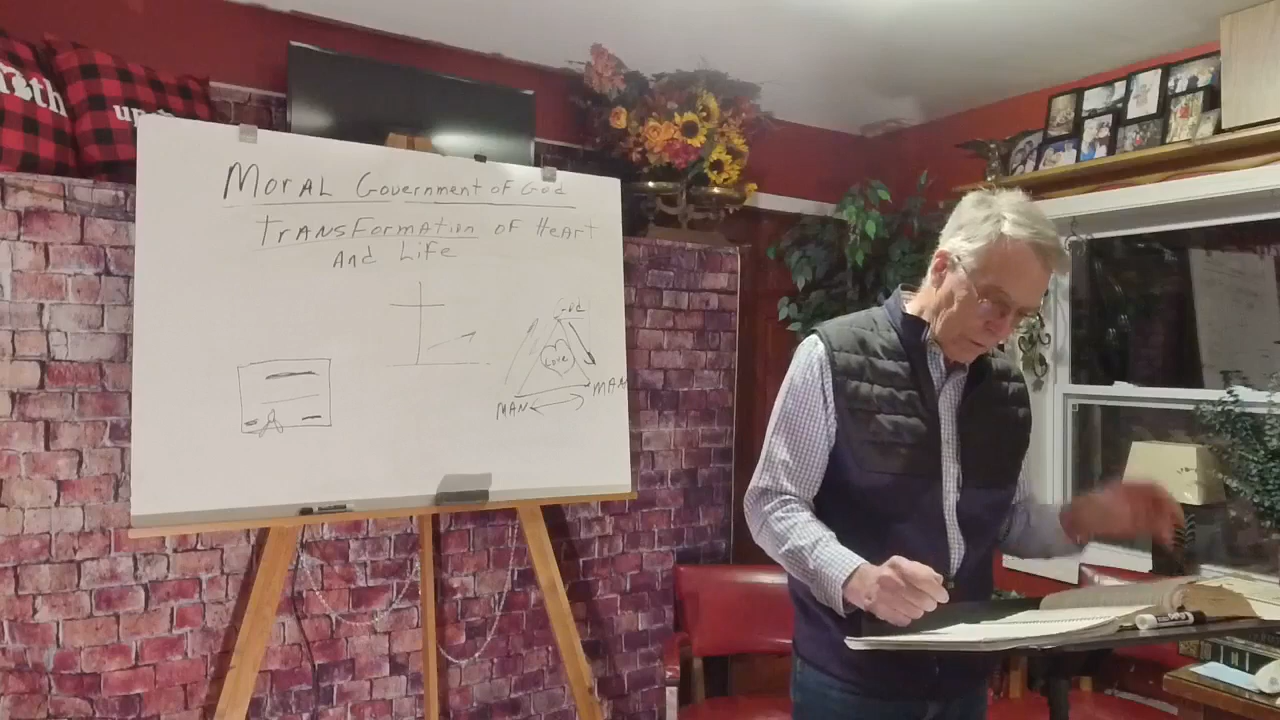 Moral Government of God
Transformation of Heart
And Life
God
Love
MAN
MAN